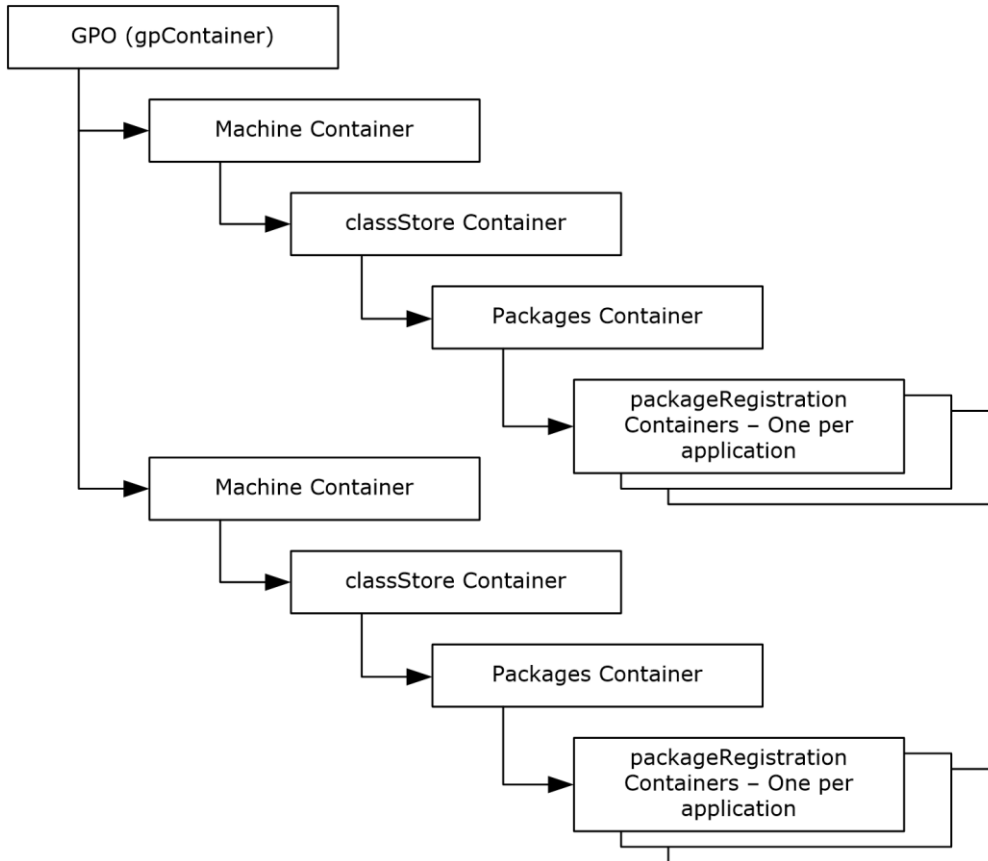 GPO (gpContainer)
Machine Container
classStore Container
Packages Container
packageRegistration
Containers – One per
application
Machine Container
classStore Container
Packages Container
packageRegistration
Containers – One per
application